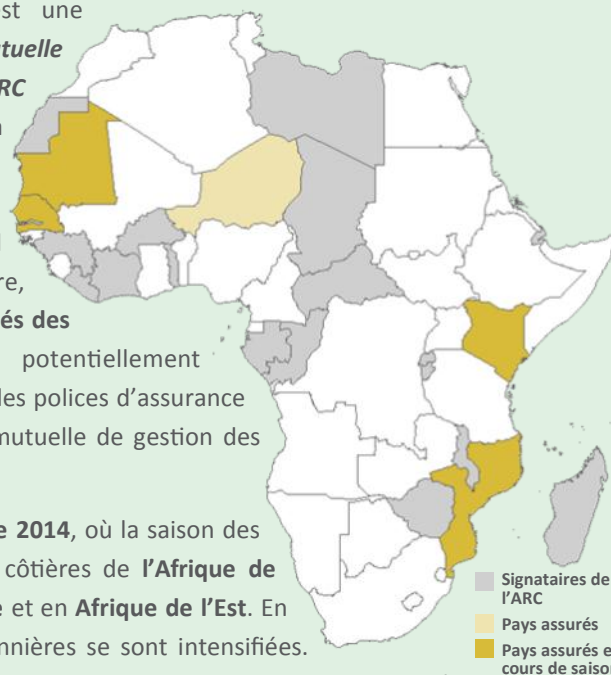 est une
tuelle
RC
re,
és des
potentiellement
les polices d’assurance
mutuelle de gestion des
e 2014, où la saison des
côtières de l’Afrique de
e et en Afrique de l’Est. En
nnières se sont intensifiées.
Signataires de
l’ARC
Pays assurés
Pays assurés e
cours de saison